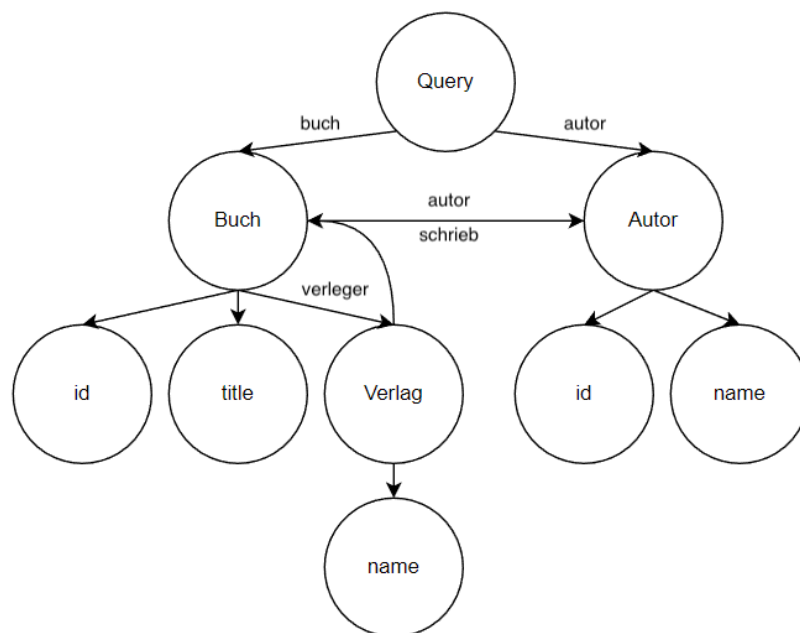 Query
buch
autor
Buch
autor
schrieb
Autor
verleger
id
title
Verlag
id
name
name